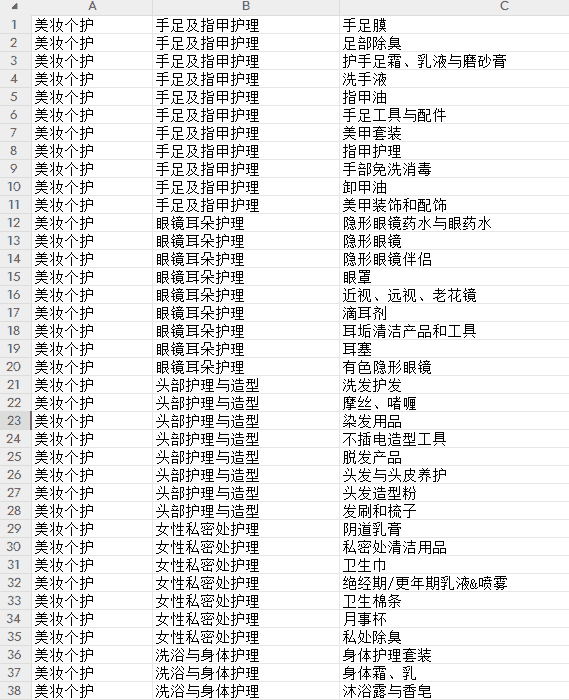 A B C
1 美妆个护 手足及指甲护理 手足膜
2 美妆个护 手足及指甲护理 足部除臭
3 美妆个护 手足及指甲护理 护手足霜、乳液与磨砂膏
4 美妆个护 手足及指甲护理 洗手液
5 美妆个护 手足及指甲护理 指甲油
6 美妆个护 手足及指甲护理 手足工具与配件
7 美妆个护 手足及指甲护理 美甲套装
8 美妆个护 手足及指甲护理 指甲护理
9 美妆个护 手足及指甲护理 手部免洗消毒
10 美妆个护 手足及指甲护理 卸甲油
11 美妆个护 手足及指甲护理 美甲装饰和配饰
12 美妆个护 眼镜耳朵护理 隐形眼镜药水与眼药水
13 美妆个护 眼镜耳朵护理 隐形眼镜
14 美妆个护 眼镜耳朵护理 隐形眼镜伴侣
15 美妆个护 眼镜耳朵护理 眼罩
16 美妆个护 眼镜耳朵护理 近视、远视、老花镜
17 美妆个护 眼镜耳朵护理 滴耳剂
18 美妆个护 眼镜耳朵护理 耳垢清洁产品和工具
19 美妆个护 眼镜耳朵护理 耳塞
20 美妆个护 眼镜耳朵护理 有色隐形眼镜
21 美妆个护 头部护理与造型 洗发护发
22 美妆个护 头部护理与造型 摩丝、啫喱
23 美妆个护 头部护理与造型 染发用品
24 美妆个护 头部护理与造型 不插电造型工具
25 美妆个护 头部护理与造型 脱发产品
26 美妆个护 头部护理与造型 头发与头皮养护
27 美妆个护 头部护理与造型 头发造型粉
28 美妆个护 头部护理与造型 发刷和梳子
29 美妆个护 女性私密处护理 阴道乳膏
30 美妆个护 女性私密处护理 私密处清洁用品
31 美妆个护 女性私密处护理 卫生巾
32 美妆个护 女性私密处护理 绝经期/更年期乳液&喷雾
33 美妆个护 女性私密处护理 卫生棉条
34 美妆个护 女性私密处护理 月事杯
35 美妆个护 女性私密处护理 私处除臭
36 美妆个护 洗浴与身体护理 身体护理套装
37 美妆个护 洗浴与身体护理 身体霜、乳
38 美妆个护 洗浴与身体护理 沐浴露与香皂